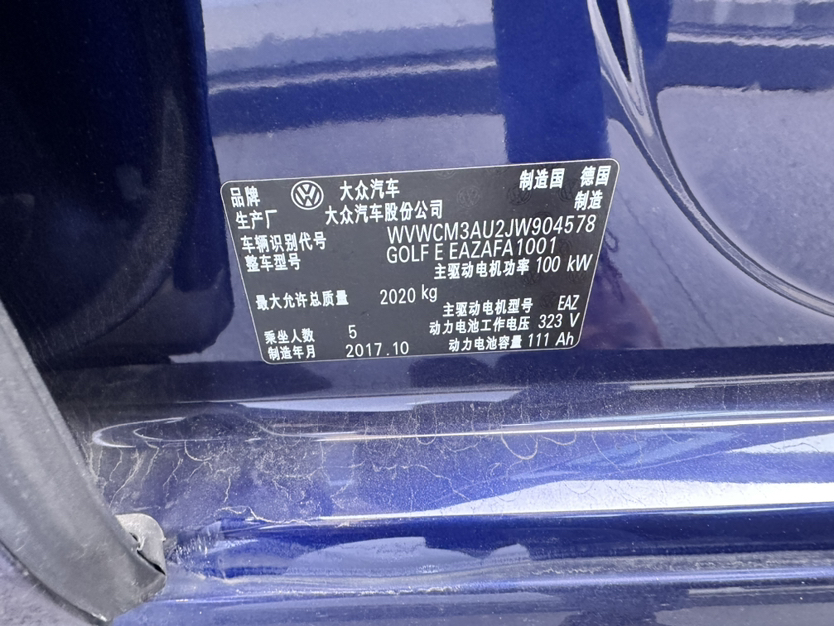 品牌 大众汽车 制造国 德国
生产厂 大众汽车股份公司 制造
车辆识别代号 WVWCM3AU2JW904578
整车型号 GOLF E EAZAFA1001
主驱动电机功率 100 kW
最大允许总质量 2020 kg
主驱动电机型号 EAZ
乘坐人数 5 动力电池工作电压 323 V
制造年月 2017.10 动力电池容量 111 Ah